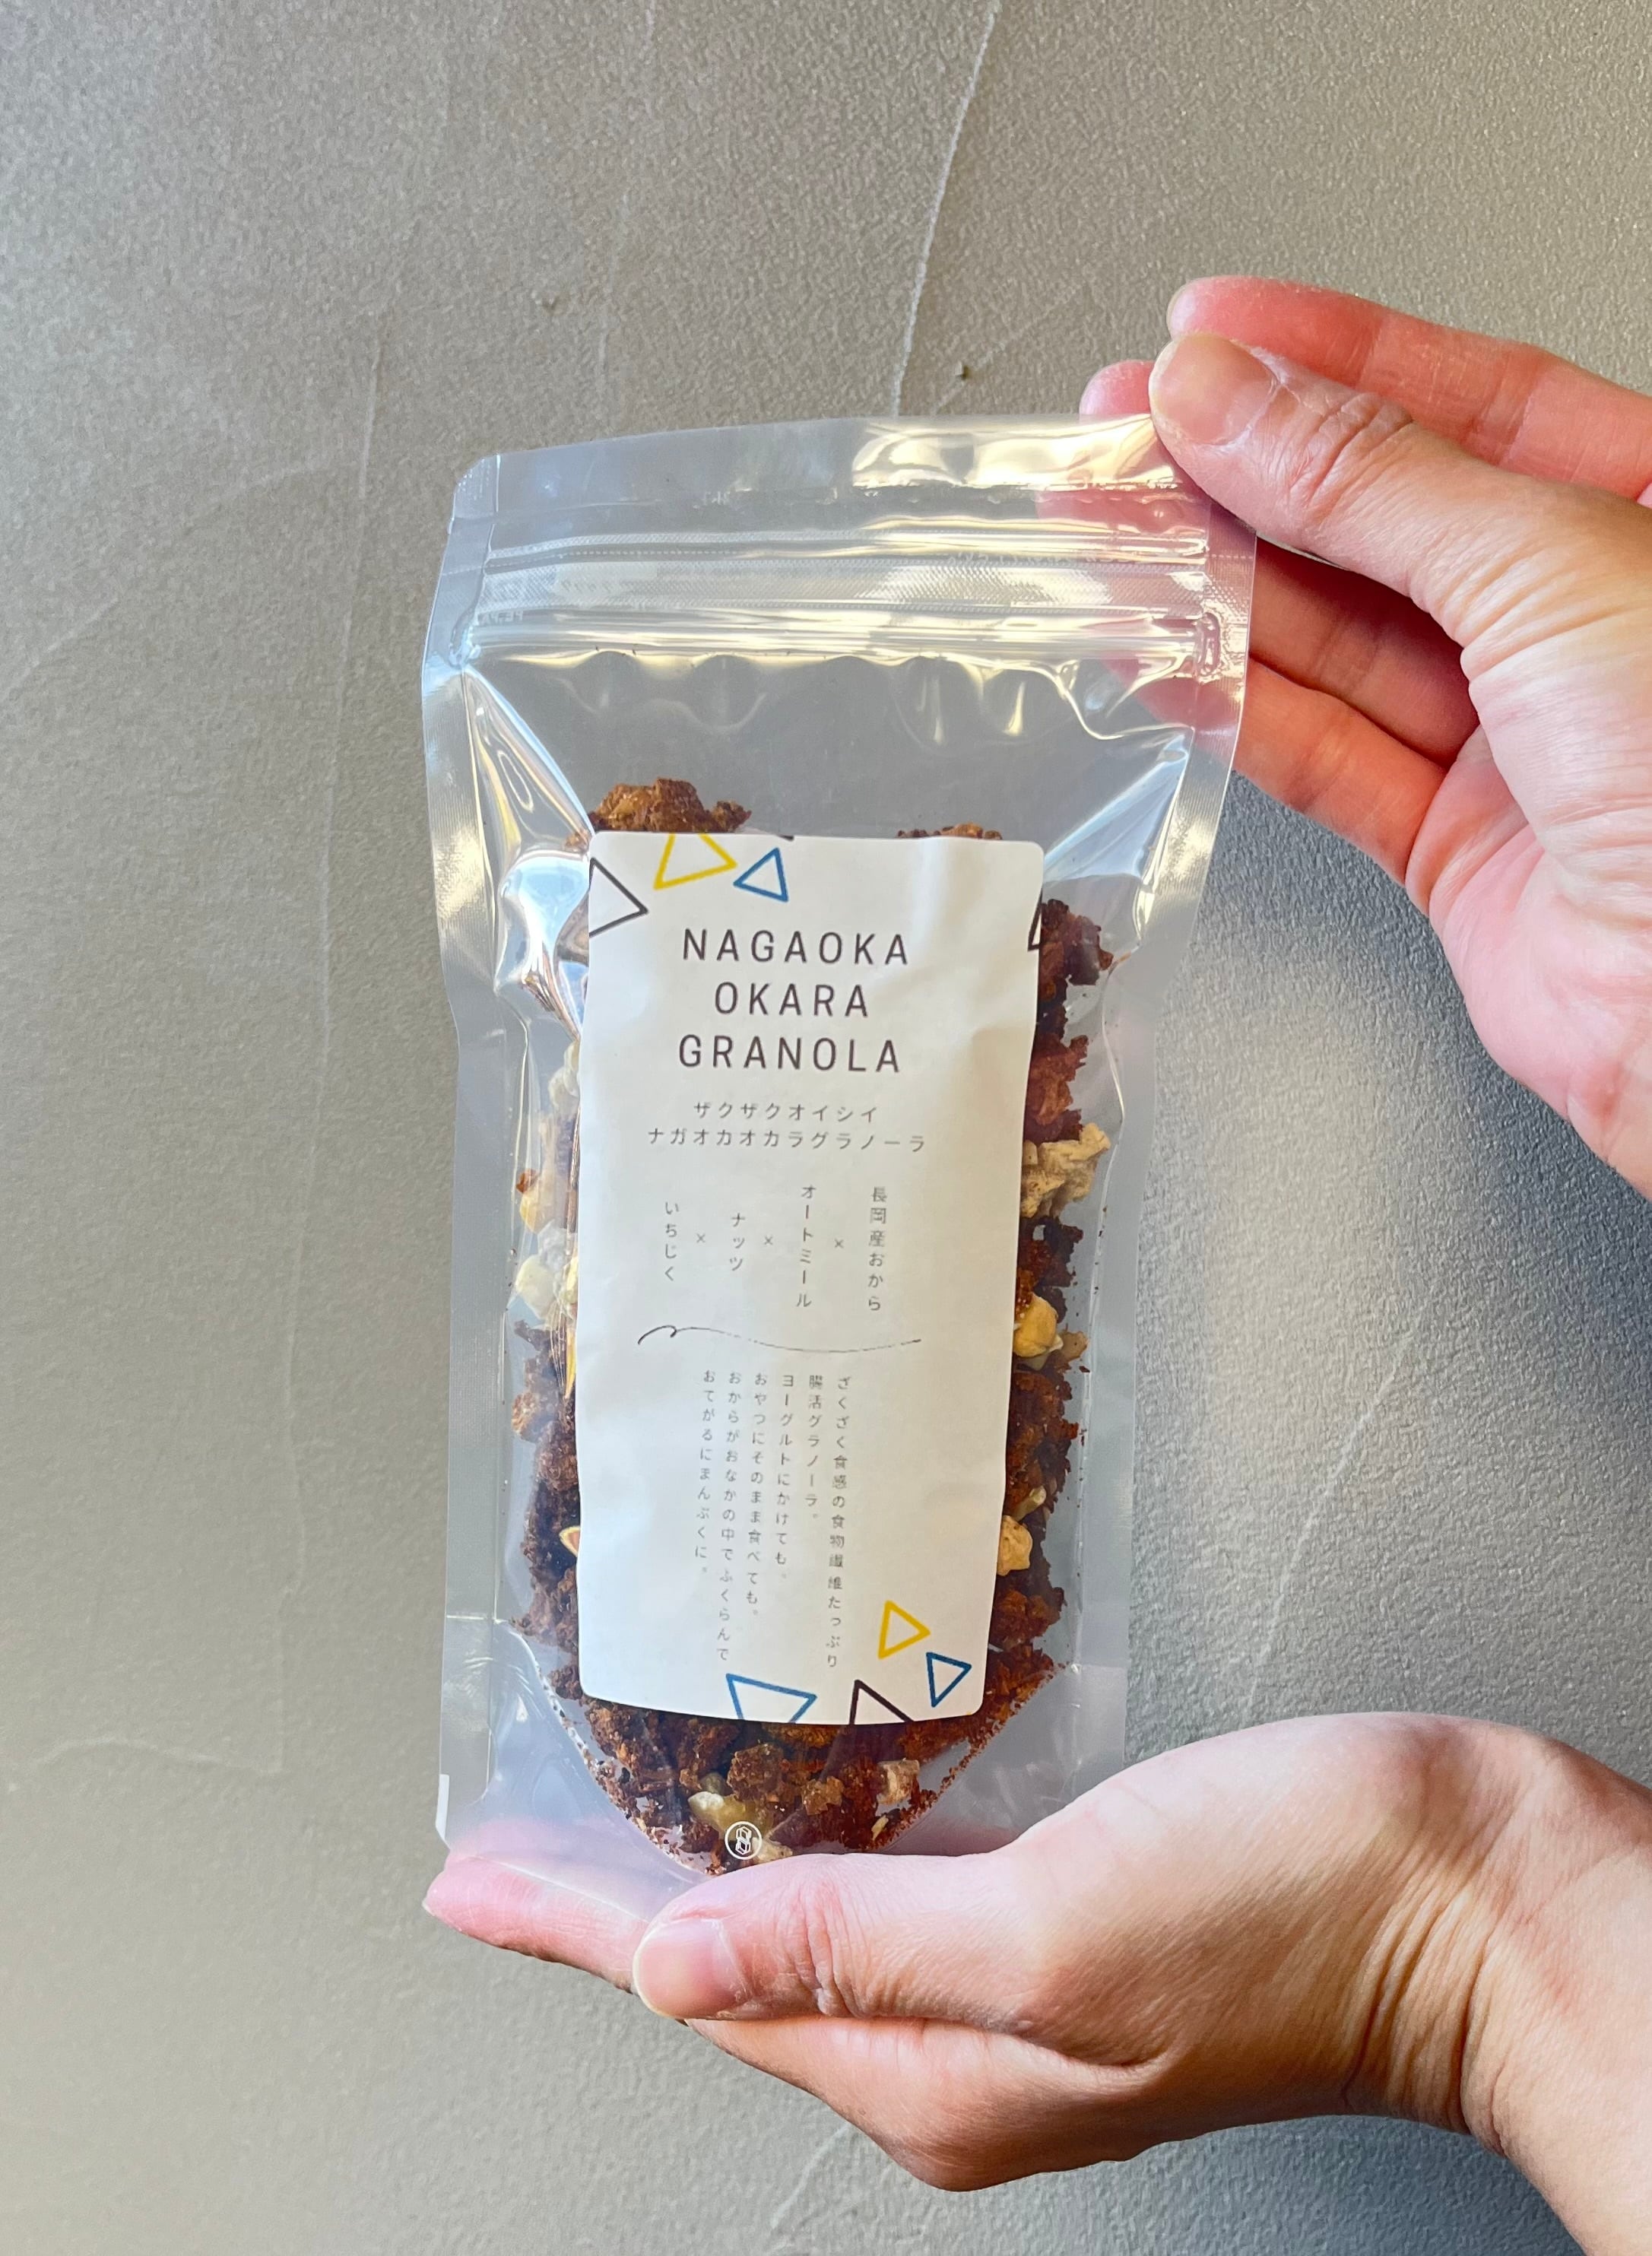 NAGAOKA
OKARA
GRANOLA
ザクザクオイシイ
ナガオカオカラグラノーラ
長岡産おから
×
オートミール
×
ナッツ
×
いちじく
ざくざく食感の食物繊維たっぷり
腸活グラノーラ。
ヨーグルトにかけても。
おやつにそのまま食べても。
おからがおなかの中でふくらんで
おてがるにまんぷくに。